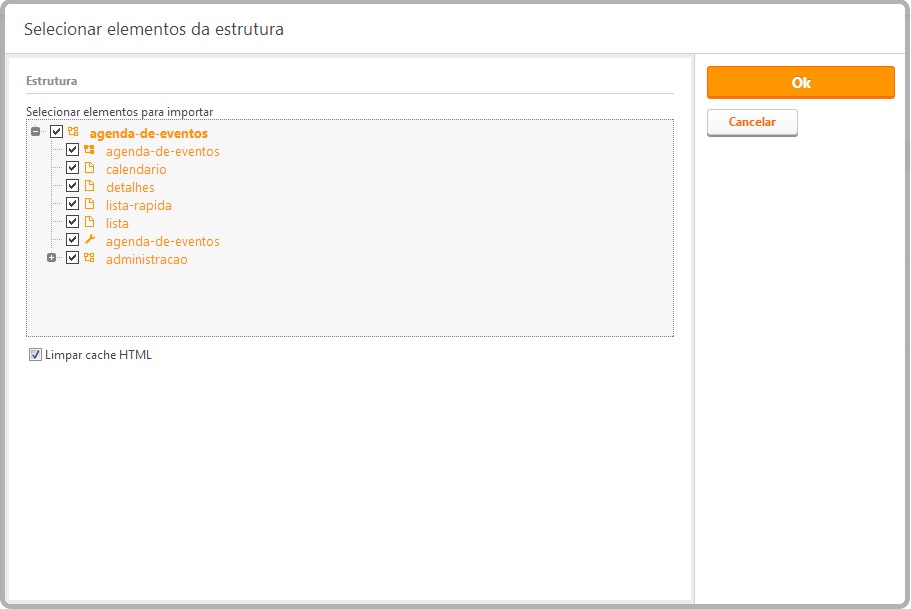 Selecionar elementos da estrutura
Estrutura
Selecionar elementos para importar
agenda-de-eventos
agenda-de-eventos
calendario
detalhes
lista-rapida
lista
agenda-de-eventos
administracao
Limpar cache HTML
Ok
Cancelar